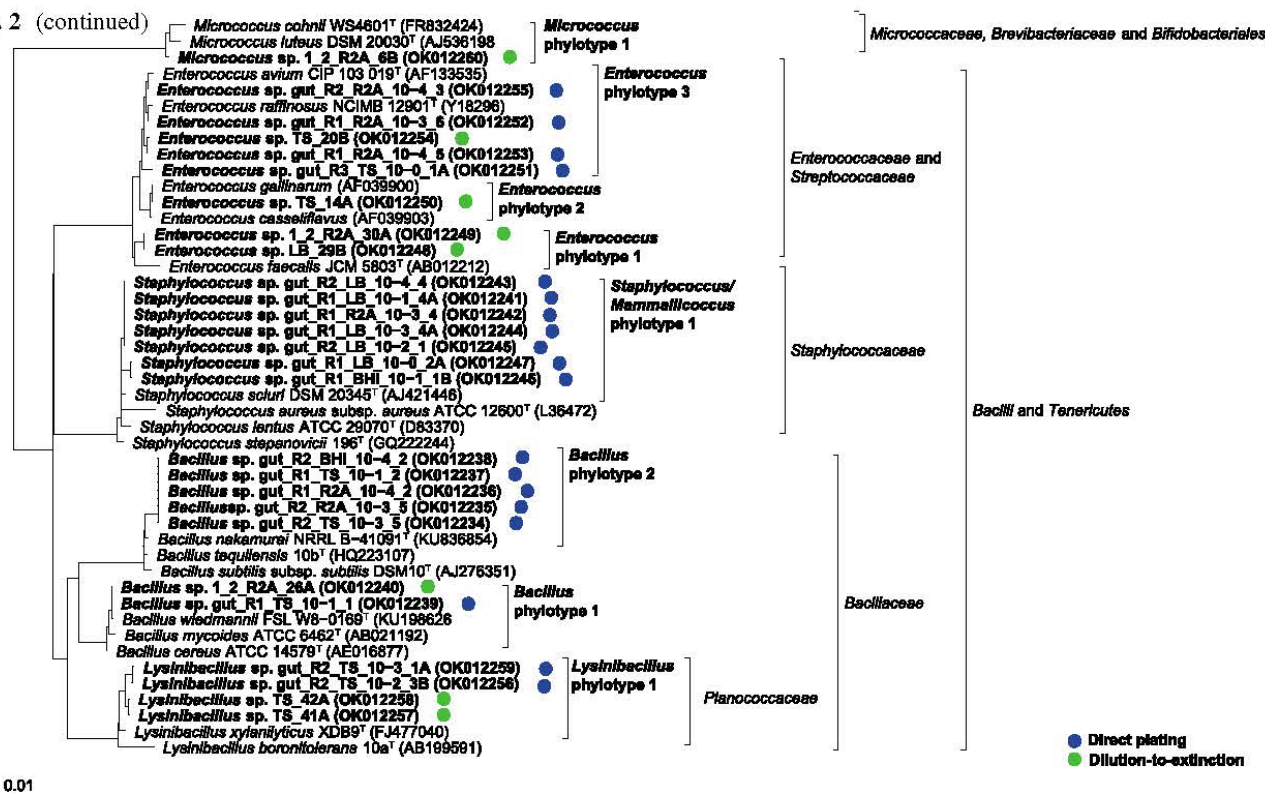 . 2 (continued)
Micrococcus cohnii WS4601ᵀ (FR832424)
Micrococcus luteus DSM 20030ᵀ (AJ536198
Micrococcus sp. 1_2_R2A_6B (OK012260)
Micrococcus
phylotype 1
Micrococcaceae, Brevibacteriaceae and Bifidobacteriales
Enterococcus avium CIP 103 019ᵀ (AF133535)
Enterococcus sp. gut_R2_R2A_10-4_3 (OK012255)
Enterococcus raffinosus NCIMB 12901ᵀ (Y18296)
Enterococcus sp. gut_R1_R2A_10-3_6 (OK012252)
Enterococcus sp. TS_20B (OK012254)
Enterococcus sp. gut_R1_R2A_10-4_5 (OK012253)
Enterococcus sp. gut_R3_TS_10-0_1A (OK012251)
Enterococcus
phylotype 3
Enterococcus gallinarum (AF039900)
Enterococcus sp. TS_14A (OK012250)
Enterococcus casseliflavus (AF039903)
Enterococcus
phylotype 2
Enterococcus sp. 1_2_R2A_30A (OK012249)
Enterococcus sp. LB_29B (OK012248)
Enterococcus faecalis JCM 5803ᵀ (AB012212)
Enterococcus
phylotype 1
Enterococcaceae and
Streptococcaceae
Staphylococcus sp. gut_R2_LB_10-4_4 (OK012243)
Staphylococcus sp. gut_R1_LB_10-1_4A (OK012241)
Staphylococcus sp. gut_R1_R2A_10-3_4 (OK012242)
Staphylococcus sp. gut_R1_LB_10-3_4A (OK012244)
Staphylococcus sp. gut_R2_LB_10-2_1 (OK012245)
Staphylococcus sp. gut_R1_LB_10-0_2A (OK012247)
Staphylococcus sp. gut_R1_BHI_10-1_1B (OK012246)
Staphylococcus sciuri DSM 20345ᵀ (AJ421446)
Staphylococcus aureus subsp. aureus ATCC 12600ᵀ (L36472)
Staphylococcus lentus ATCC 29070ᵀ (D83370)
Staphylococcus stepanovicii 196ᵀ (GQ222244)
Staphylococcus/
Mammaliicoccus
phylotype 1
Staphylococcaceae
Bacilli and Tenericutes
Bacillus sp. gut_R2_BHI_10-4_2 (OK012238)
Bacillus sp. gut_R1_TS_10-1_2 (OK012237)
Bacillus sp. gut_R1_R2A_10-4_2 (OK012236)
Bacillussp. gut_R2_R2A_10-3_5 (OK012235)
Bacillus sp. gut_R2_TS_10-3_5 (OK012234)
Bacillus nakamurai NRRL B-41091ᵀ (KU836854)
Bacillus tequilensis 10bᵀ (HQ223107)
Bacillus subtilis subsp. subtilis DSM10ᵀ (AJ276351)
Bacillus
phylotype 2
Bacillus sp. 1_2_R2A_26A (OK012240)
Bacillus sp. gut_R1_TS_10-1_1 (OK012239)
Bacillus wiedmannii FSL W8-0169ᵀ (KU198626
Bacillus mycoides ATCC 6462ᵀ (AB021192)
Bacillus cereus ATCC 14579ᵀ (AE016877)
Bacillus
phylotype 1
Bacillaceae
Lysinibacillus sp. gut_R2_TS_10-3_1A (OK012259)
Lysinibacillus sp. gut_R2_TS_10-2_3B (OK012256)
Lysinibacillus sp. TS_42A (OK012258)
Lysinibacillus sp. TS_41A (OK012257)
Lysinibacillus xylanilyticus XDB9ᵀ (FJ477040)
Lysinibacillus boronitolerans 10aᵀ (AB199591)
Lysinibacillus
phylotype 1
Planococcaceae
Direct plating
Dilution-to-extinction
0.01